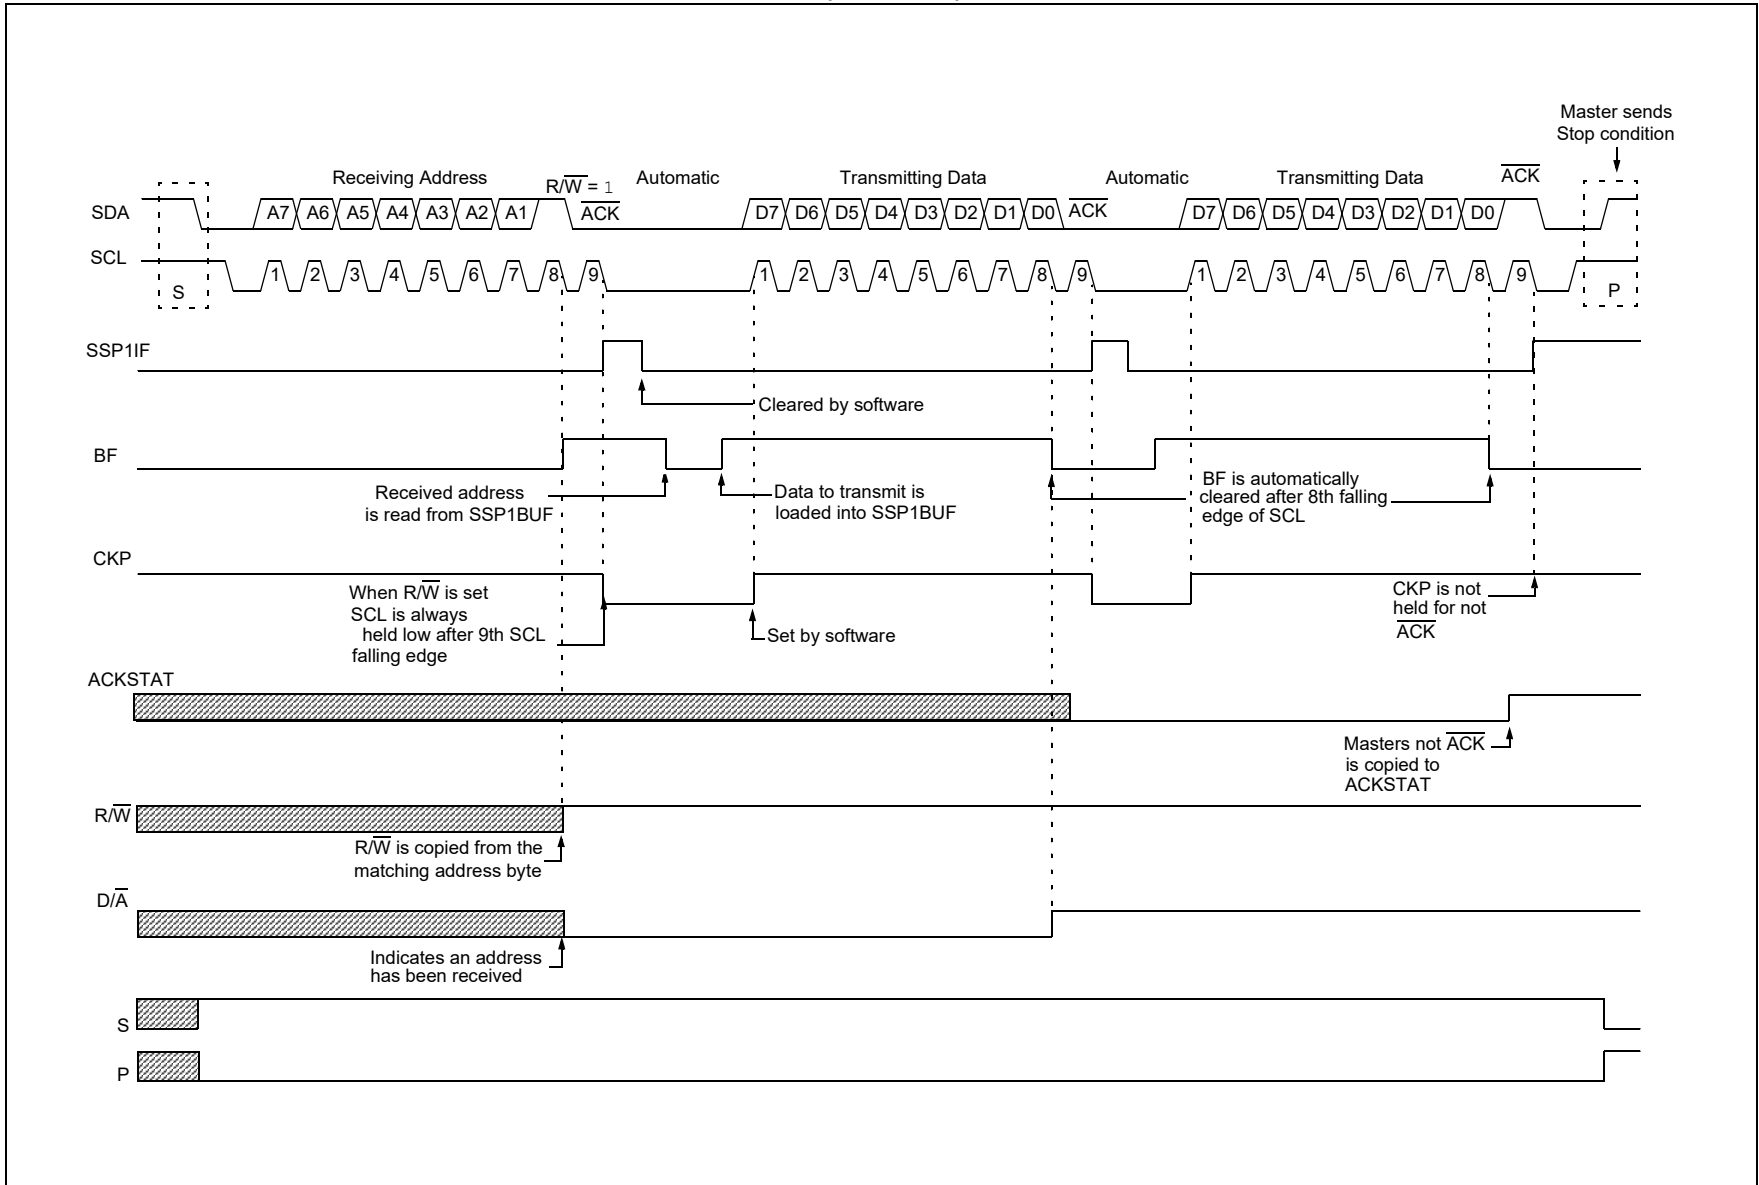 Master sends
Stop condition
Receiving Address
R/W̅ = 1
Automatic
Transmitting Data
Automatic
Transmitting Data
A̅C̅K̅
SDA
A7 A6 A5 A4 A3 A2 A1
A̅C̅K̅
D7 D6 D5 D4 D3 D2 D1 D0
A̅C̅K̅
D7 D6 D5 D4 D3 D2 D1 D0
SCL
1 2 3 4 5 6 7 8 9
1 2 3 4 5 6 7 8 9
1 2 3 4 5 6 7 8 9
S
P
SSP1IF
Cleared by software
BF
Received address
is read from SSP1BUF
Data to transmit is
loaded into SSP1BUF
BF is automatically
cleared after 8th falling
edge of SCL
CKP
When R/W̅ is set
SCL is always
held low after 9th SCL
falling edge
Set by software
CKP is not
held for not
A̅C̅K̅
ACKSTAT
Masters not A̅C̅K̅
is copied to
ACKSTAT
R/W̅
R/W̅ is copied from the
matching address byte
D/A̅
Indicates an address
has been received
S
P